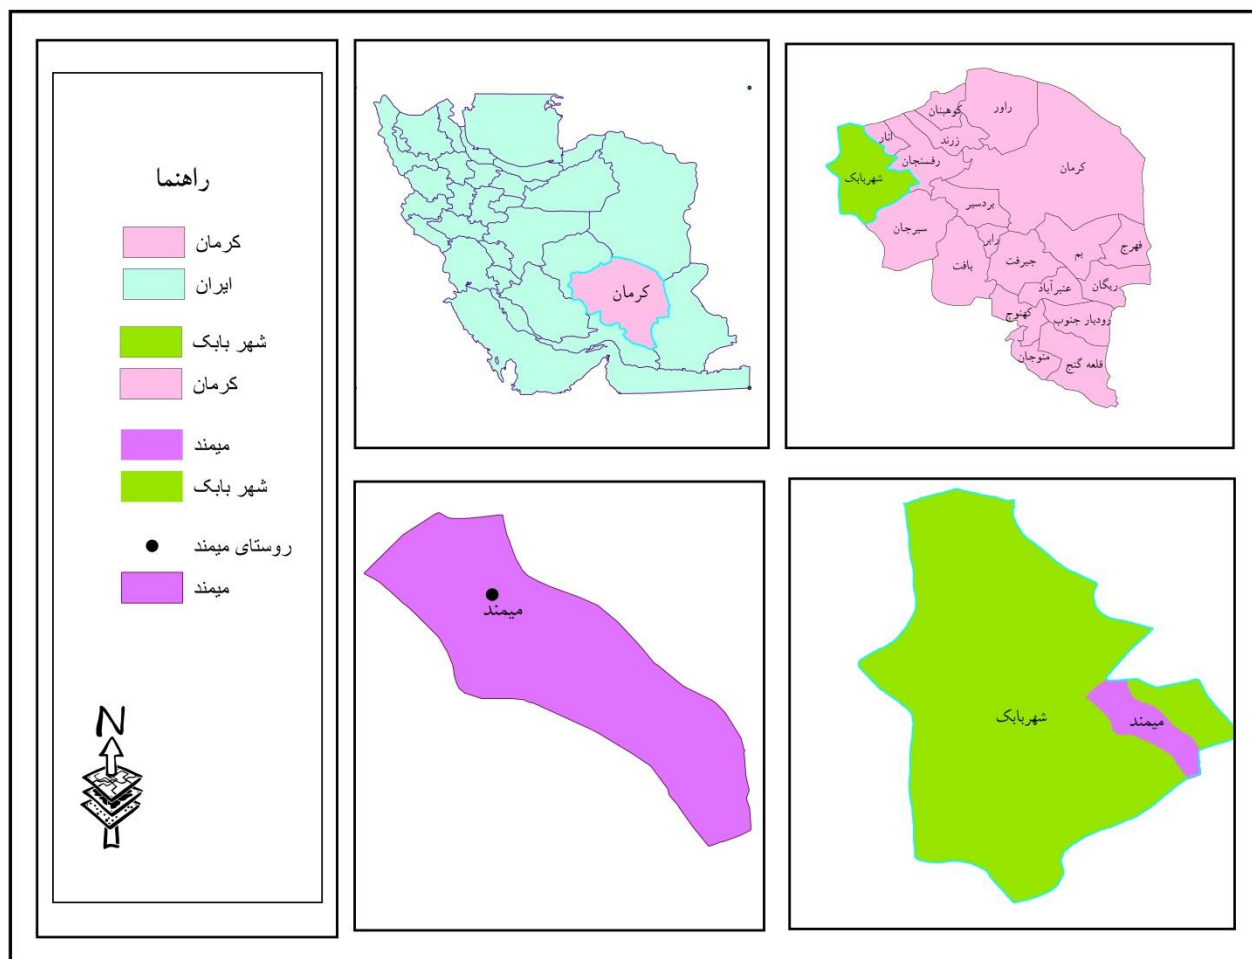 راهنما
کرمان
ایران
شهر بابک
کرمان
میمند
شهر بابک
روستای میمند
میمند
N
کرمان
راور
کوهبنان
انار
زرند
رفسنجان
کرمان
شهربابک
بردسیر
سیرجان
رابر
بافت
جیرفت
بم
فهرج
ریگان
عنبرآباد
کهنوج
رودبار جنوب
منوجان
قلعه گنج
میمند
شهربابک
میمند